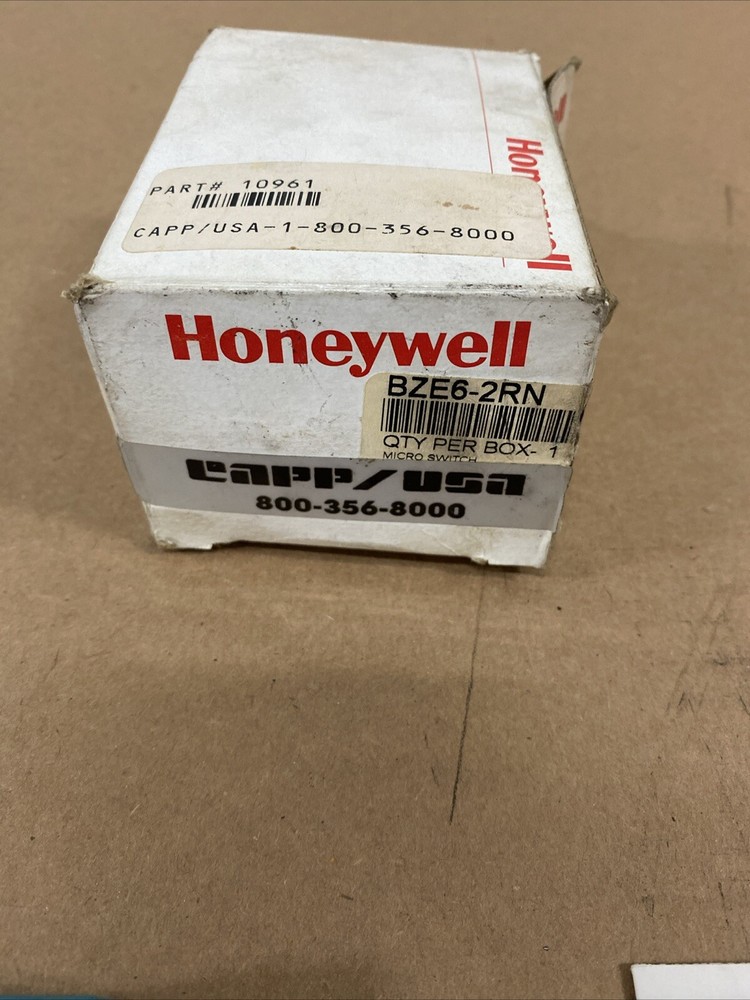 PART# 10961
CAPP/USA-1-800-356-8000
Honeywell
Honeywell
BZE6-2RN
QTY PER BOX- 1
MICRO SWITCH
CAPP/USA
800-356-8000